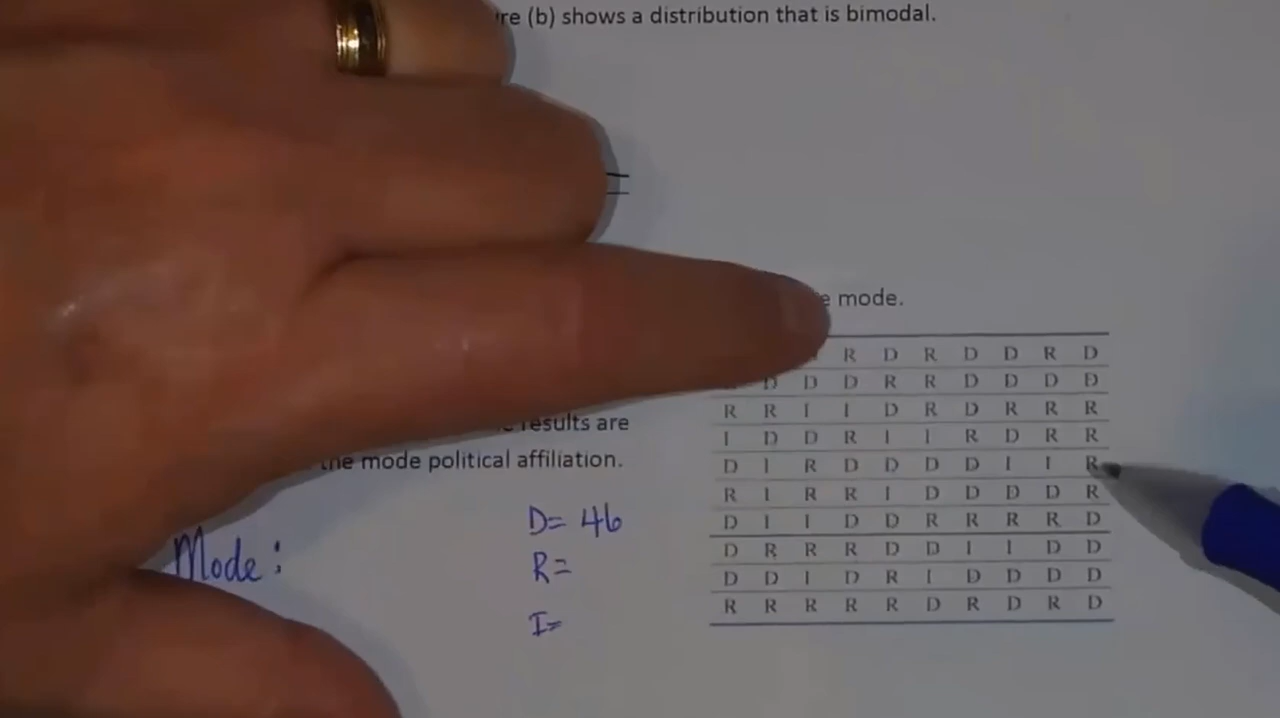 re (b) shows a distribution that is bimodal.
mode.
R D R D D R D
D D D R R D D D D
R R I I D R D R R R
I D D R I I R D R R
D I R D D D D I I R
R I R R I D D D D R
D I I D D R R R R D
D R R R D D I I D D
D D I D R I D D D D
R R R R R D R D R D
results are
the mode political affiliation.
D= 46
R=
I=
Mode: